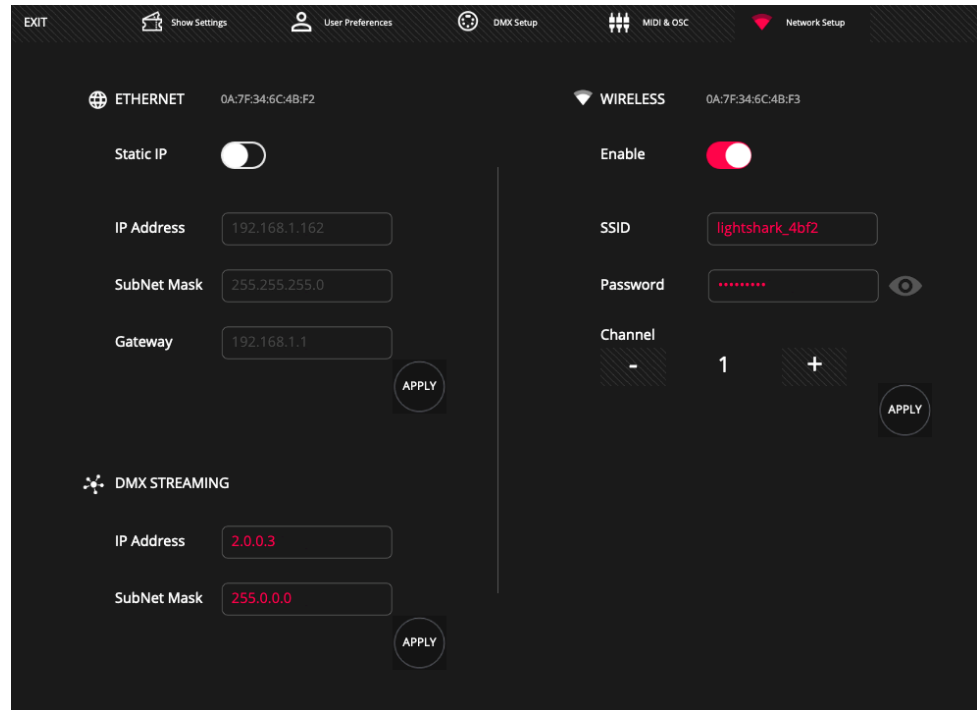 EXIT
Show Settings
User Preferences
DMX Setup
MIDI & OSC
Network Setup
ETHERNET 0A:7F:34:6C:4B:F2
Static IP
IP Address 192.168.1.162
SubNet Mask 255.255.255.0
Gateway 192.168.1.1
APPLY
DMX STREAMING
IP Address 2.0.0.3
SubNet Mask 255.0.0.0
APPLY
WIRELESS 0A:7F:34:6C:4B:F3
Enable
SSID lightshark_4bf2
Password •••••••••
Channel
- 1 +
APPLY